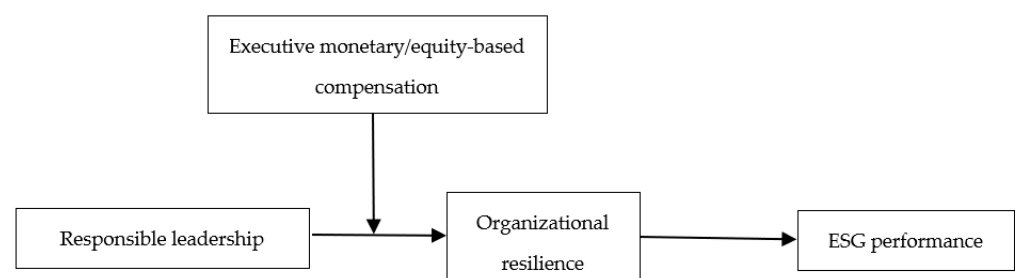 Executive monetary/equity-based
compensation
Responsible leadership
Organizational
resilience
ESG performance